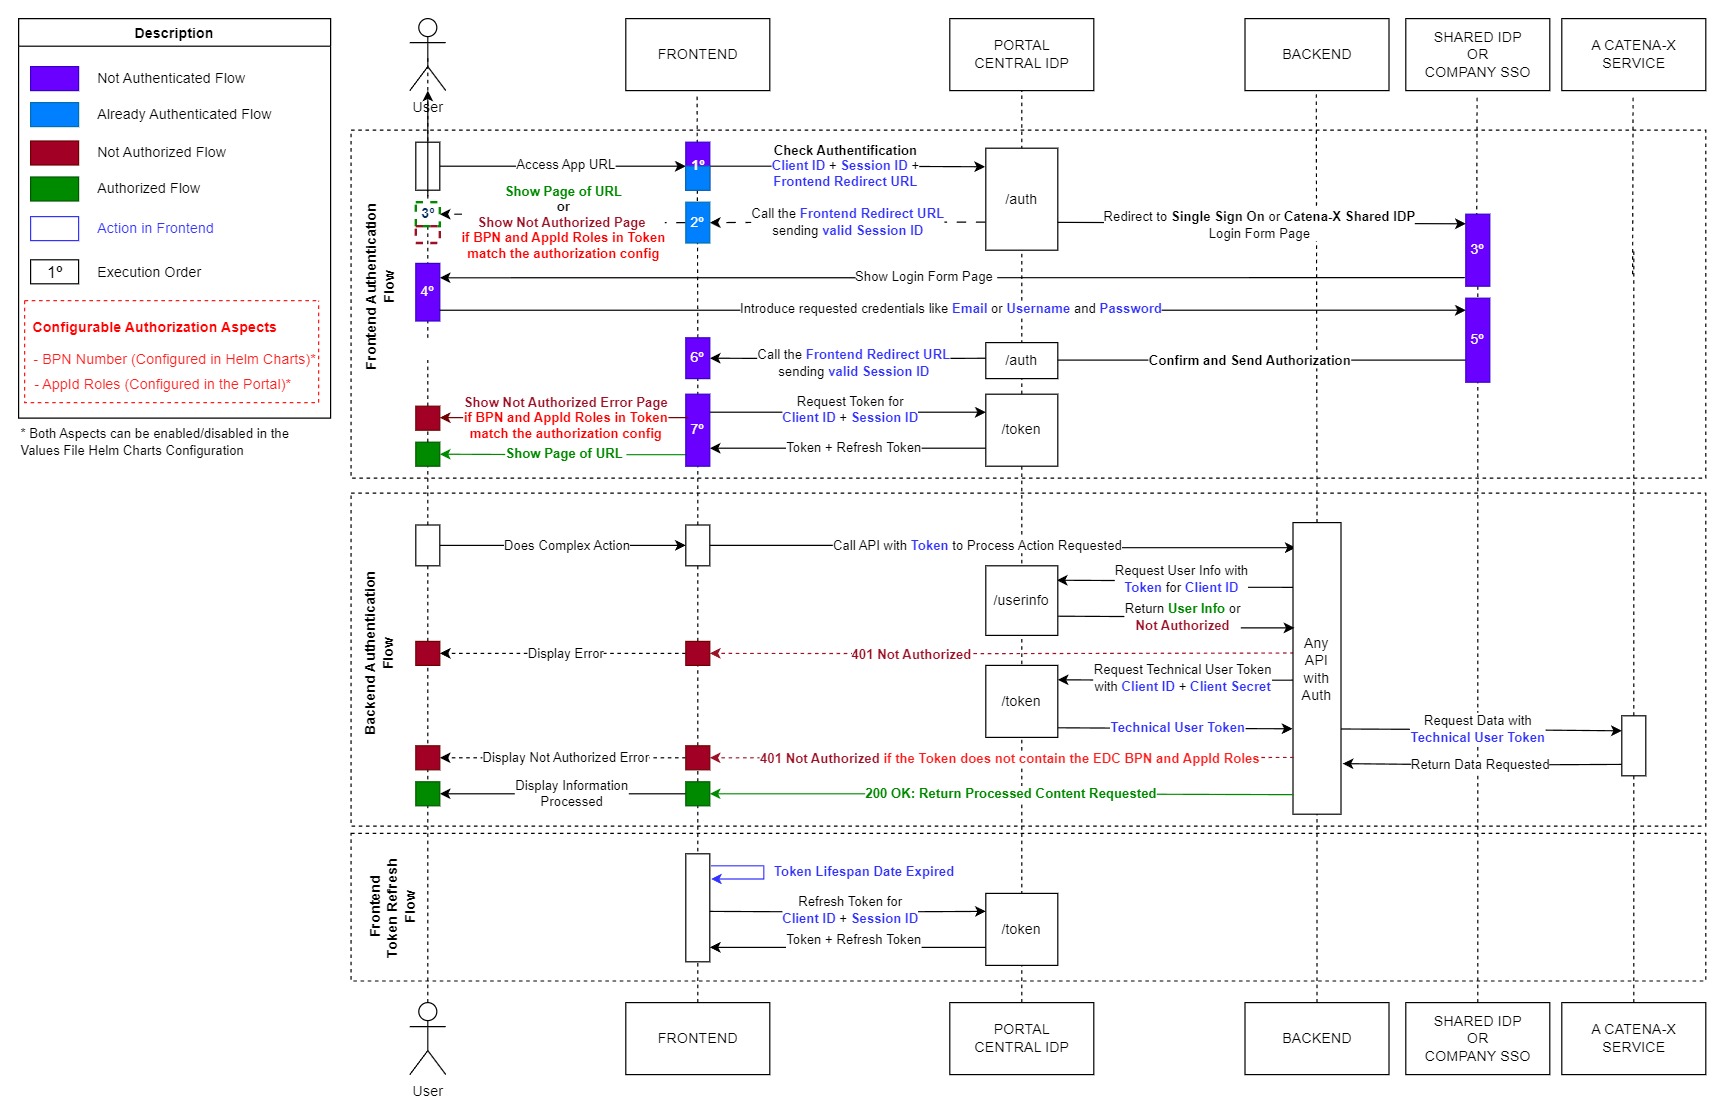 Description
Not Authenticated Flow
Already Authenticated Flow
Not Authorized Flow
Authorized Flow
Action in Frontend
1º
Execution Order
Configurable Authorization Aspects
- BPN Number (Configured in Helm Charts)*
- AppId Roles (Configured in the Portal)*
* Both Aspects can be enabled/disabled in the
Values File Helm Charts Configuration
User
FRONTEND
PORTAL
CENTRAL IDP
BACKEND
SHARED IDP
OR
COMPANY SSO
A CATENA-X
SERVICE
Frontend Authentication
Flow
Access App URL
1º
Check Authentification
Client ID + Session ID +
Frontend Redirect URL
/auth
3º
Show Page of URL
or
Show Not Authorized Page
if BPN and AppId Roles in Token
match the authorization config
2º
Call the Frontend Redirect URL
sending valid Session ID
Redirect to Single Sign On or Catena-X Shared IDP
Login Form Page
3º
4º
Show Login Form Page
Introduce requested credentials like Email or Username and Password
5º
6º
Call the Frontend Redirect URL
sending valid Session ID
/auth
Confirm and Send Authorization
Show Not Authorized Error Page
if BPN and AppId Roles in Token
match the authorization config
Show Page of URL
7º
Request Token for
Client ID + Session ID
Token + Refresh Token
/token
Backend Authentication
Flow
Does Complex Action
Call API with Token to Process Action Requested
/userinfo
Request User Info with
Token for Client ID
Return User Info or
Not Authorized
Any
API
with
Auth
Display Error
401 Not Authorized
/token
Request Technical User Token
with Client ID + Client Secret
Technical User Token
Request Data with
Technical User Token
Return Data Requested
Display Not Authorized Error
401 Not Authorized if the Token does not contain the EDC BPN and AppId Roles
Display Information
Processed
200 OK: Return Processed Content Requested
Frontend
Token Refresh
Flow
Token Lifespan Date Expired
Refresh Token for
Client ID + Session ID
Token + Refresh Token
/token
User
FRONTEND
PORTAL
CENTRAL IDP
BACKEND
SHARED IDP
OR
COMPANY SSO
A CATENA-X
SERVICE